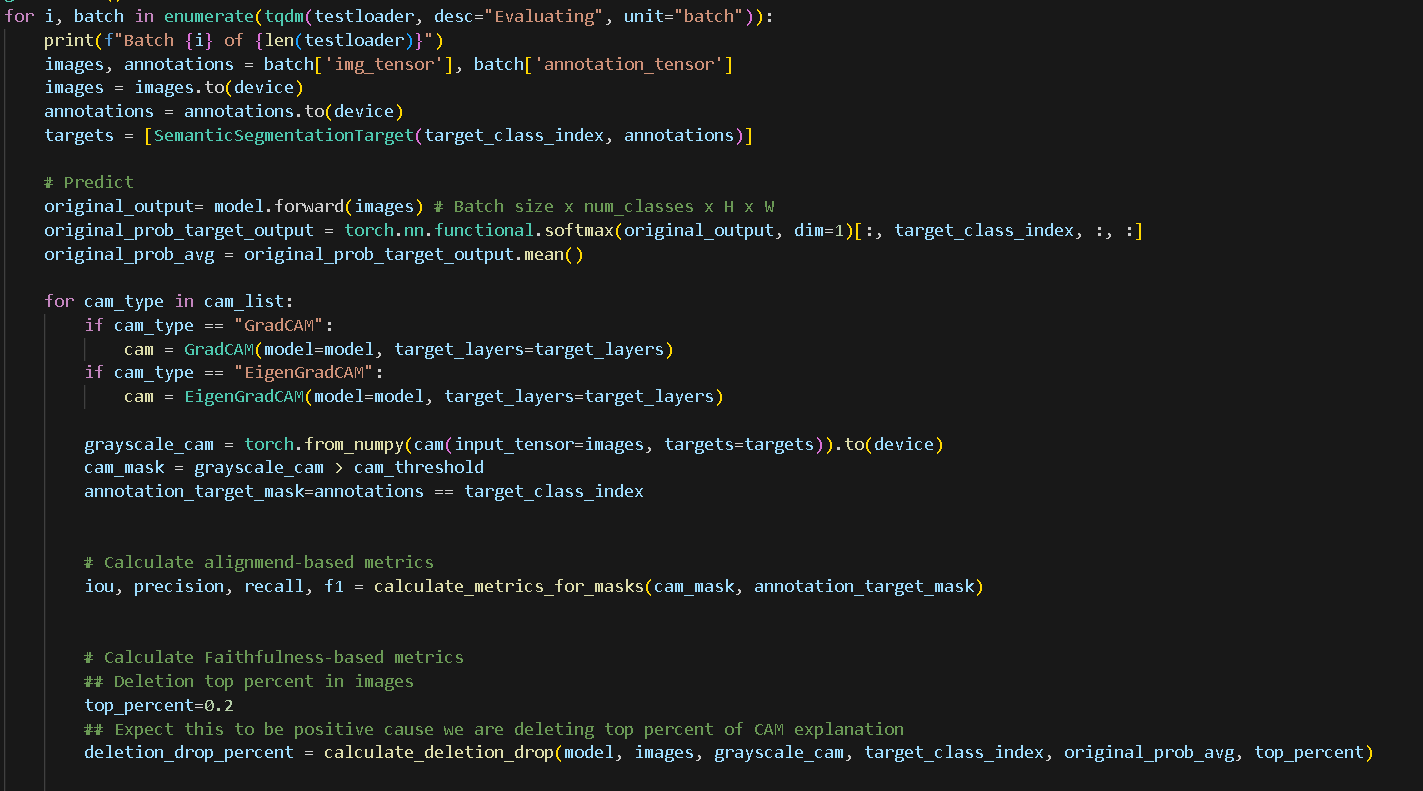 for i, batch in enumerate(tqdm(testloader, desc="Evaluating", unit="batch")):
    print(f"Batch {i} of {len(testloader)}")
    images, annotations = batch['img_tensor'], batch['annotation_tensor']
    images = images.to(device)
    annotations = annotations.to(device)
    targets = [SemanticSegmentationTarget(target_class_index, annotations)]

    # Predict
    original_output= model.forward(images) # Batch size x num_classes x H x W
    original_prob_target_output = torch.nn.functional.softmax(original_output, dim=1)[:, target_class_index, :, :]
    original_prob_avg = original_prob_target_output.mean()

    for cam_type in cam_list:
        if cam_type == "GradCAM":
            cam = GradCAM(model=model, target_layers=target_layers)
        if cam_type == "EigenGradCAM":
            cam = EigenGradCAM(model=model, target_layers=target_layers)

        grayscale_cam = torch.from_numpy(cam(input_tensor=images, targets=targets)).to(device)
        cam_mask = grayscale_cam > cam_threshold
        annotation_target_mask=annotations == target_class_index

        # Calculate alignmend-based metrics
        iou, precision, recall, f1 = calculate_metrics_for_masks(cam_mask, annotation_target_mask)

        # Calculate Faithfulness-based metrics
        ## Deletion top percent in images
        top_percent=0.2
        ## Expect this to be positive cause we are deleting top percent of CAM explanation
        deletion_drop_percent = calculate_deletion_drop(model, images, grayscale_cam, target_class_index, original_prob_avg, top_percent)